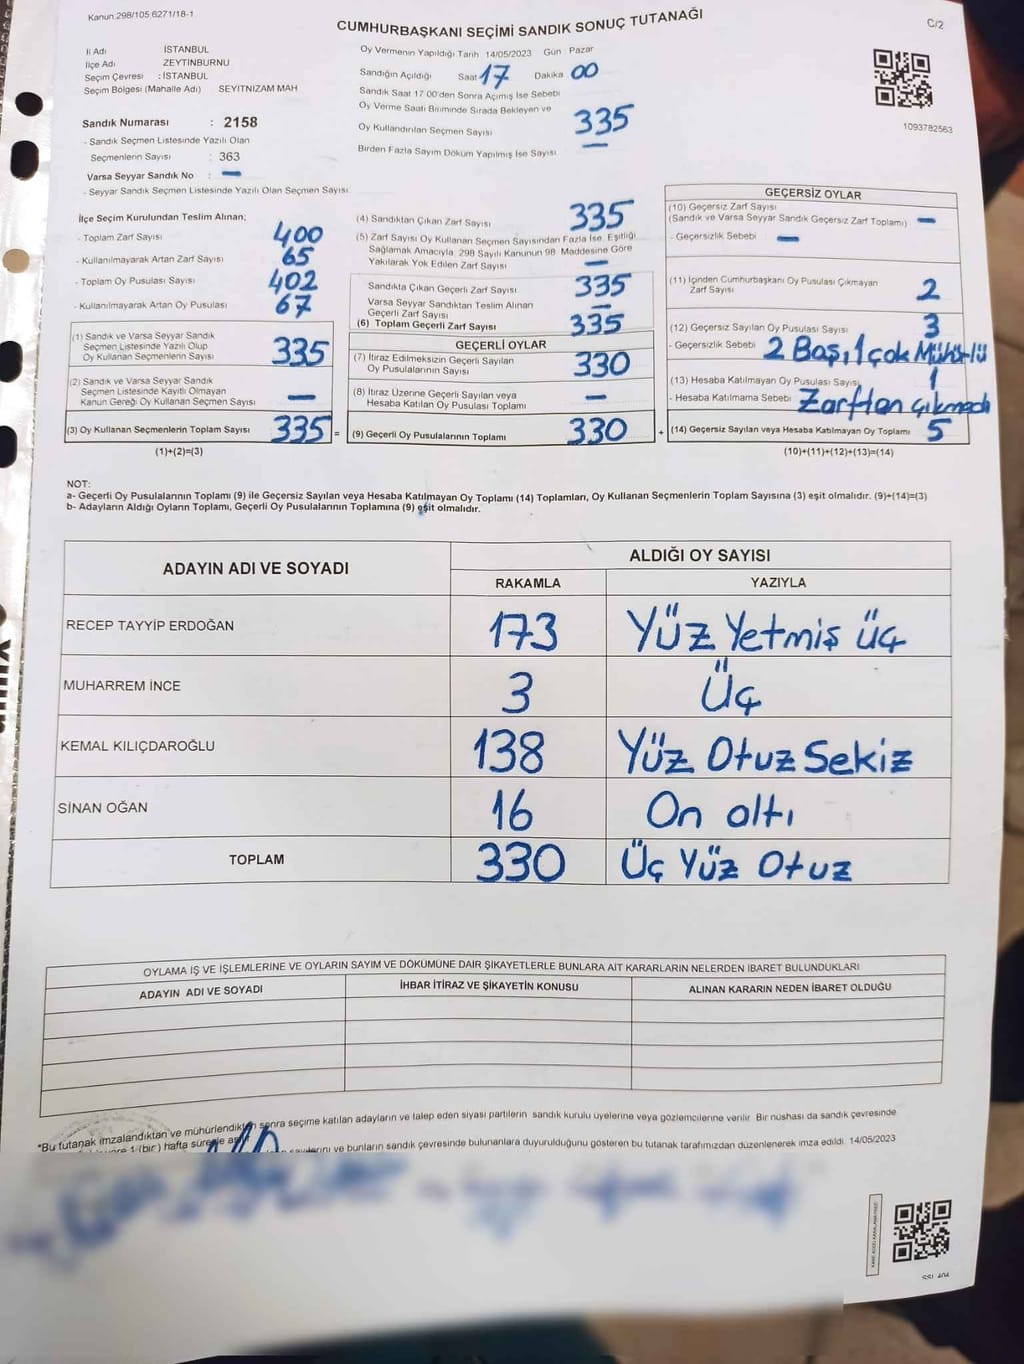 Kanun:298/105.6271/18-1
CUMHURBAŞKANI SEÇİMİ SANDIK SONUÇ TUTANAĞI
C/2
İl Adı İSTANBUL
İlçe Adı ZEYTİNBURNU
Seçim Çevresi : İSTANBUL
Seçim Bölgesi (Mahalle Adı) SEYİTNİZAM MAH
Sandık Numarası : 2158
- Sandık Seçmen Listesinde Yazılı Olan
Seçmenlerin Sayısı : 363
Varsa Seyyar Sandık No : —
- Seyyar Sandık Seçmen Listesinde Yazılı Olan Seçmen Sayısı
Oy Vermenin Yapıldığı Tarih 14/05/2023 Gün Pazar
Sandığın Açıldığı Saat 17 Dakika 00
Sandık Saat 17 00'den Sonra Açımış İse Sebebi
Oy Verme Saati Bitiminde Sırada Bekleyen ve
Oy Kullandırılan Seçmen Sayısı 335
Birden Fazla Sayım Döküm Yapılmış İse Sayısı —
1093782563
İlçe Seçim Kurulundan Teslim Alınan;
- Toplam Zarf Sayısı 400
- Kullanılmayarak Artan Zarf Sayısı 65
- Toplam Oy Pusulası Sayısı 402
- Kullanılmayarak Artan Oy Pusulası 67
(1) Sandık ve Varsa Seyyar Sandık
Seçmen Listesinde Yazılı Olup
Oy Kullanan Seçmenlerin Sayısı 335
(2) Sandık ve Varsa Seyyar Sandık
Seçmen Listesinde Kayıtlı Olmayan
Kanun Gereği Oy Kullanan Seçmen Sayısı —
(3) Oy Kullanan Seçmenlerin Toplam Sayısı 335 =
(1)+(2)=(3)
(4) Sandıktan Çıkan Zarf Sayısı 335
(5) Zarf Sayısı Oy Kullanan Seçmen Sayısından Fazla İse, Eşitliği
Sağlamak Amacıyla, 298 Sayılı Kanunun 98. Maddesine Göre
Yakılarak Yok Edilen Zarf Sayısı —
Sandıkta Çıkan Geçerli Zarf Sayısı 335
Varsa Seyyar Sandıktan Teslim Alınan
Geçerli Zarf Sayısı —
(6) Toplam Geçerli Zarf Sayısı 335
GEÇERLİ OYLAR
(7) İtiraz Edilmeksizin Geçerli Sayılan
Oy Pusulalarının Sayısı 330
(8) İtiraz Üzerine Geçerli Sayılan veya
Hesaba Katılan Oy Pusulası Toplamı —
(9) Geçerli Oy Pusulalarının Toplamı 330 +
GEÇERSİZ OYLAR
(10) Geçersiz Zarf Sayısı
(Sandık ve Varsa Seyyar Sandık Geçersiz Zarf Toplamı) —
- Geçersizlik Sebebi —
(11) İçinden Cumhurbaşkanı Oy Pusulası Çıkmayan
Zarf Sayısı 2
(12) Geçersiz Sayılan Oy Pusulası Sayısı 3
- Geçersizlik Sebebi 2 Boş, 1 çok Mühürlü
(13) Hesaba Katılmayan Oy Pusulası Sayısı 1
- Hesaba Katılmama Sebebi Zarftan çıkmadı
(14) Geçersiz Sayılan veya Hesaba Katılmayan Oy Toplamı 5
(10)+(11)+(12)+(13)=(14)
NOT:
a- Geçerli Oy Pusulalarının Toplamı (9) ile Geçersiz Sayılan veya Hesaba Katılmayan Oy Toplamı (14) Toplamları, Oy Kullanan Seçmenlerin Toplam Sayısına (3) eşit olmalıdır. (9)+(14)=(3)
b- Adayların Aldığı Oyların Toplamı, Geçerli Oy Pusulalarının Toplamına (9) eşit olmalıdır.
ADAYIN ADI VE SOYADI
ALDIĞI OY SAYISI
RAKAMLA YAZIYLA
RECEP TAYYİP ERDOĞAN 173 Yüz Yetmiş üç
MUHARREM İNCE 3 Üç
KEMAL KILIÇDAROĞLU 138 Yüz Otuz Sekiz
SİNAN OĞAN 16 On altı
TOPLAM 330 Üç Yüz Otuz
OYLAMA İŞ VE İŞLEMLERİNE VE OYLARIN SAYIM VE DÖKÜMÜNE DAİR ŞİKAYETLERLE BUNLARA AİT KARARLARIN NELERDEN İBARET BULUNDUKLARI
ADAYIN ADI VE SOYADI İHBAR İTİRAZ VE ŞİKAYETİN KONUSU ALINAN KARARIN NEDEN İBARET OLDUĞU
*Bu tutanak imzalandıktan ve mühürlendikten sonra seçime katılan adayların ve talep eden siyasi partilerin sandık kurulu üyelerine veya gözlemcilerine verilir. Bir nüshası da sandık çevresinde
1 (bir) hafta süreyle asılır
ve bunların sandık çevresinde bulunanlara duyurulduğunu gösteren bu tutanak tarafımızdan düzenlenerek imza edildi. 14/05/2023